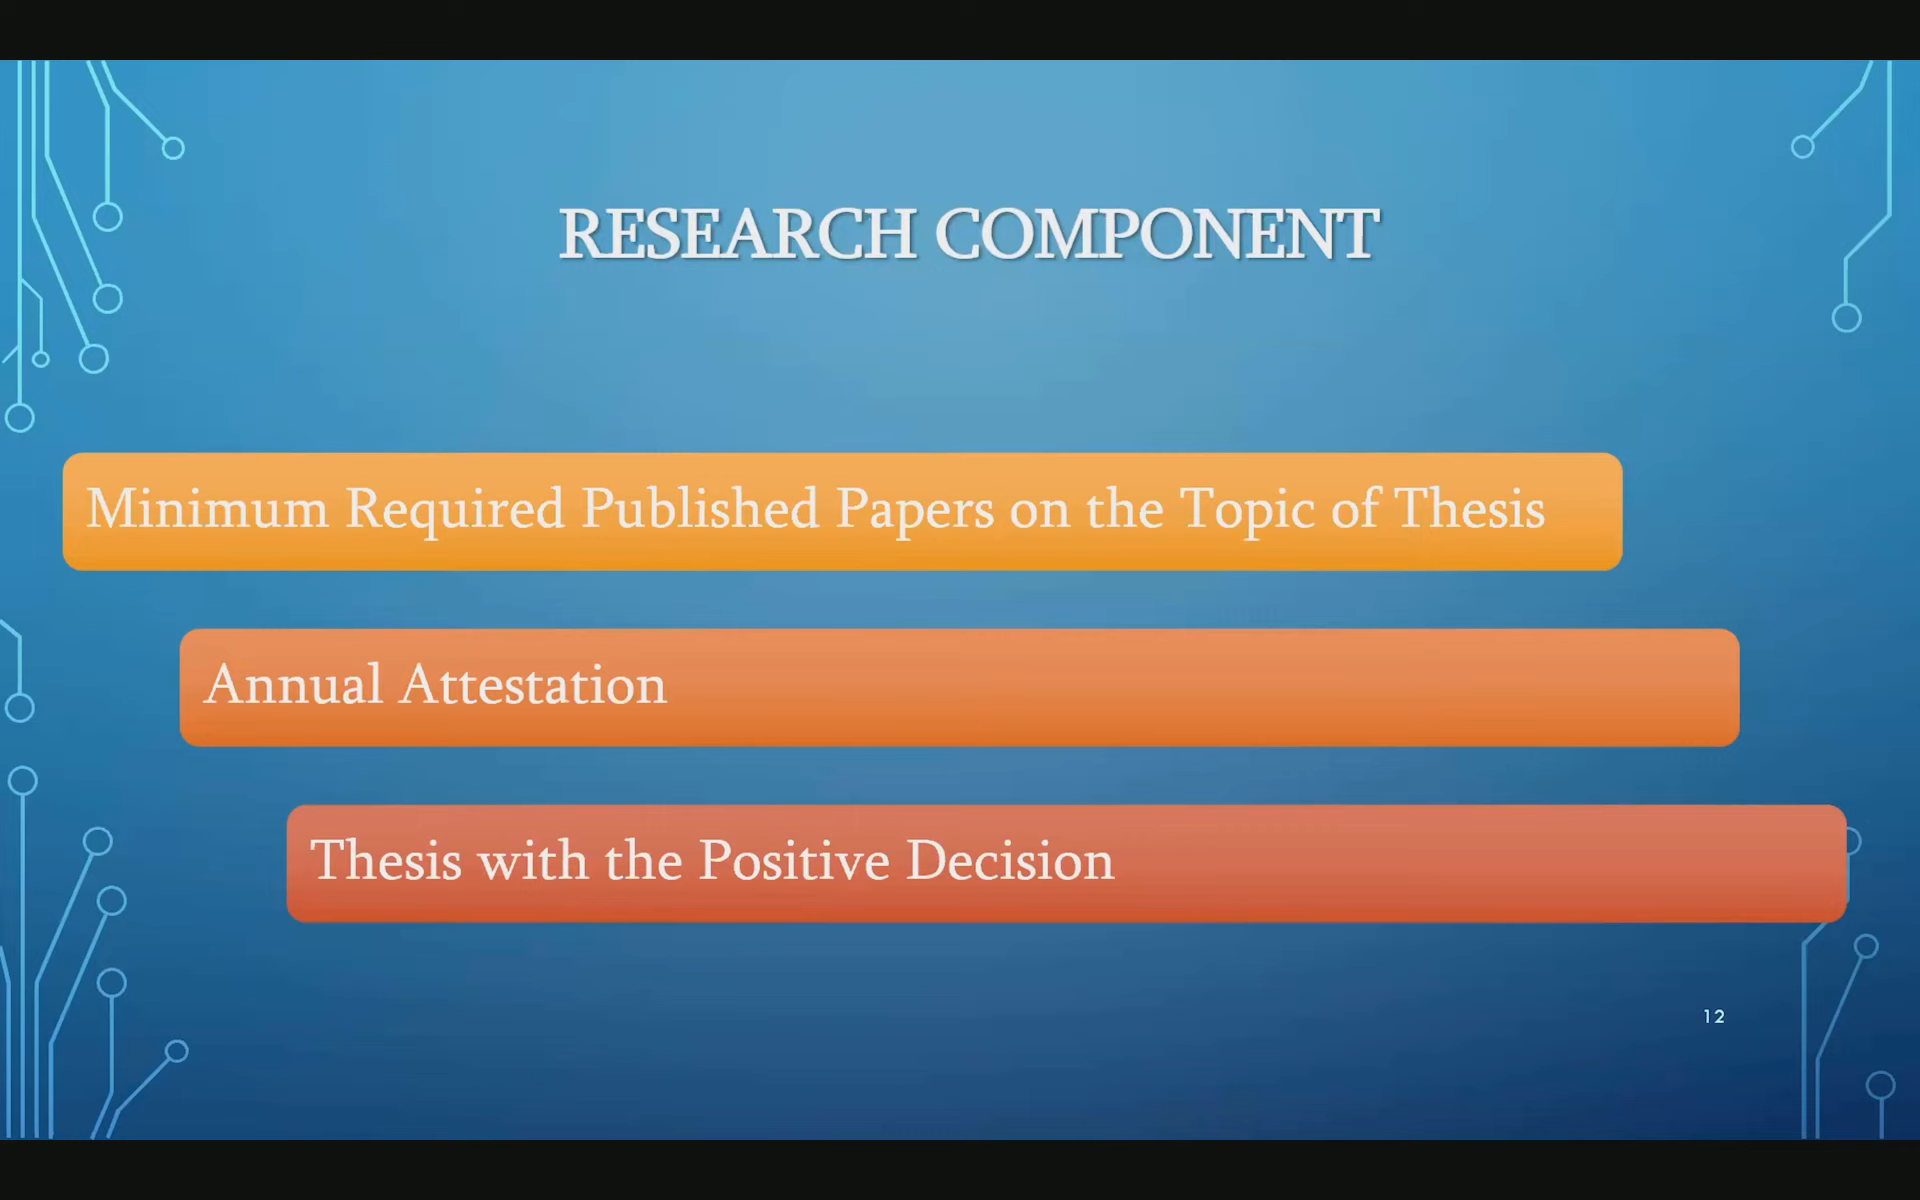 RESEARCH COMPONENT
Minimum Required Published Papers on the Topic of Thesis
Annual Attestation
Thesis with the Positive Decision
12